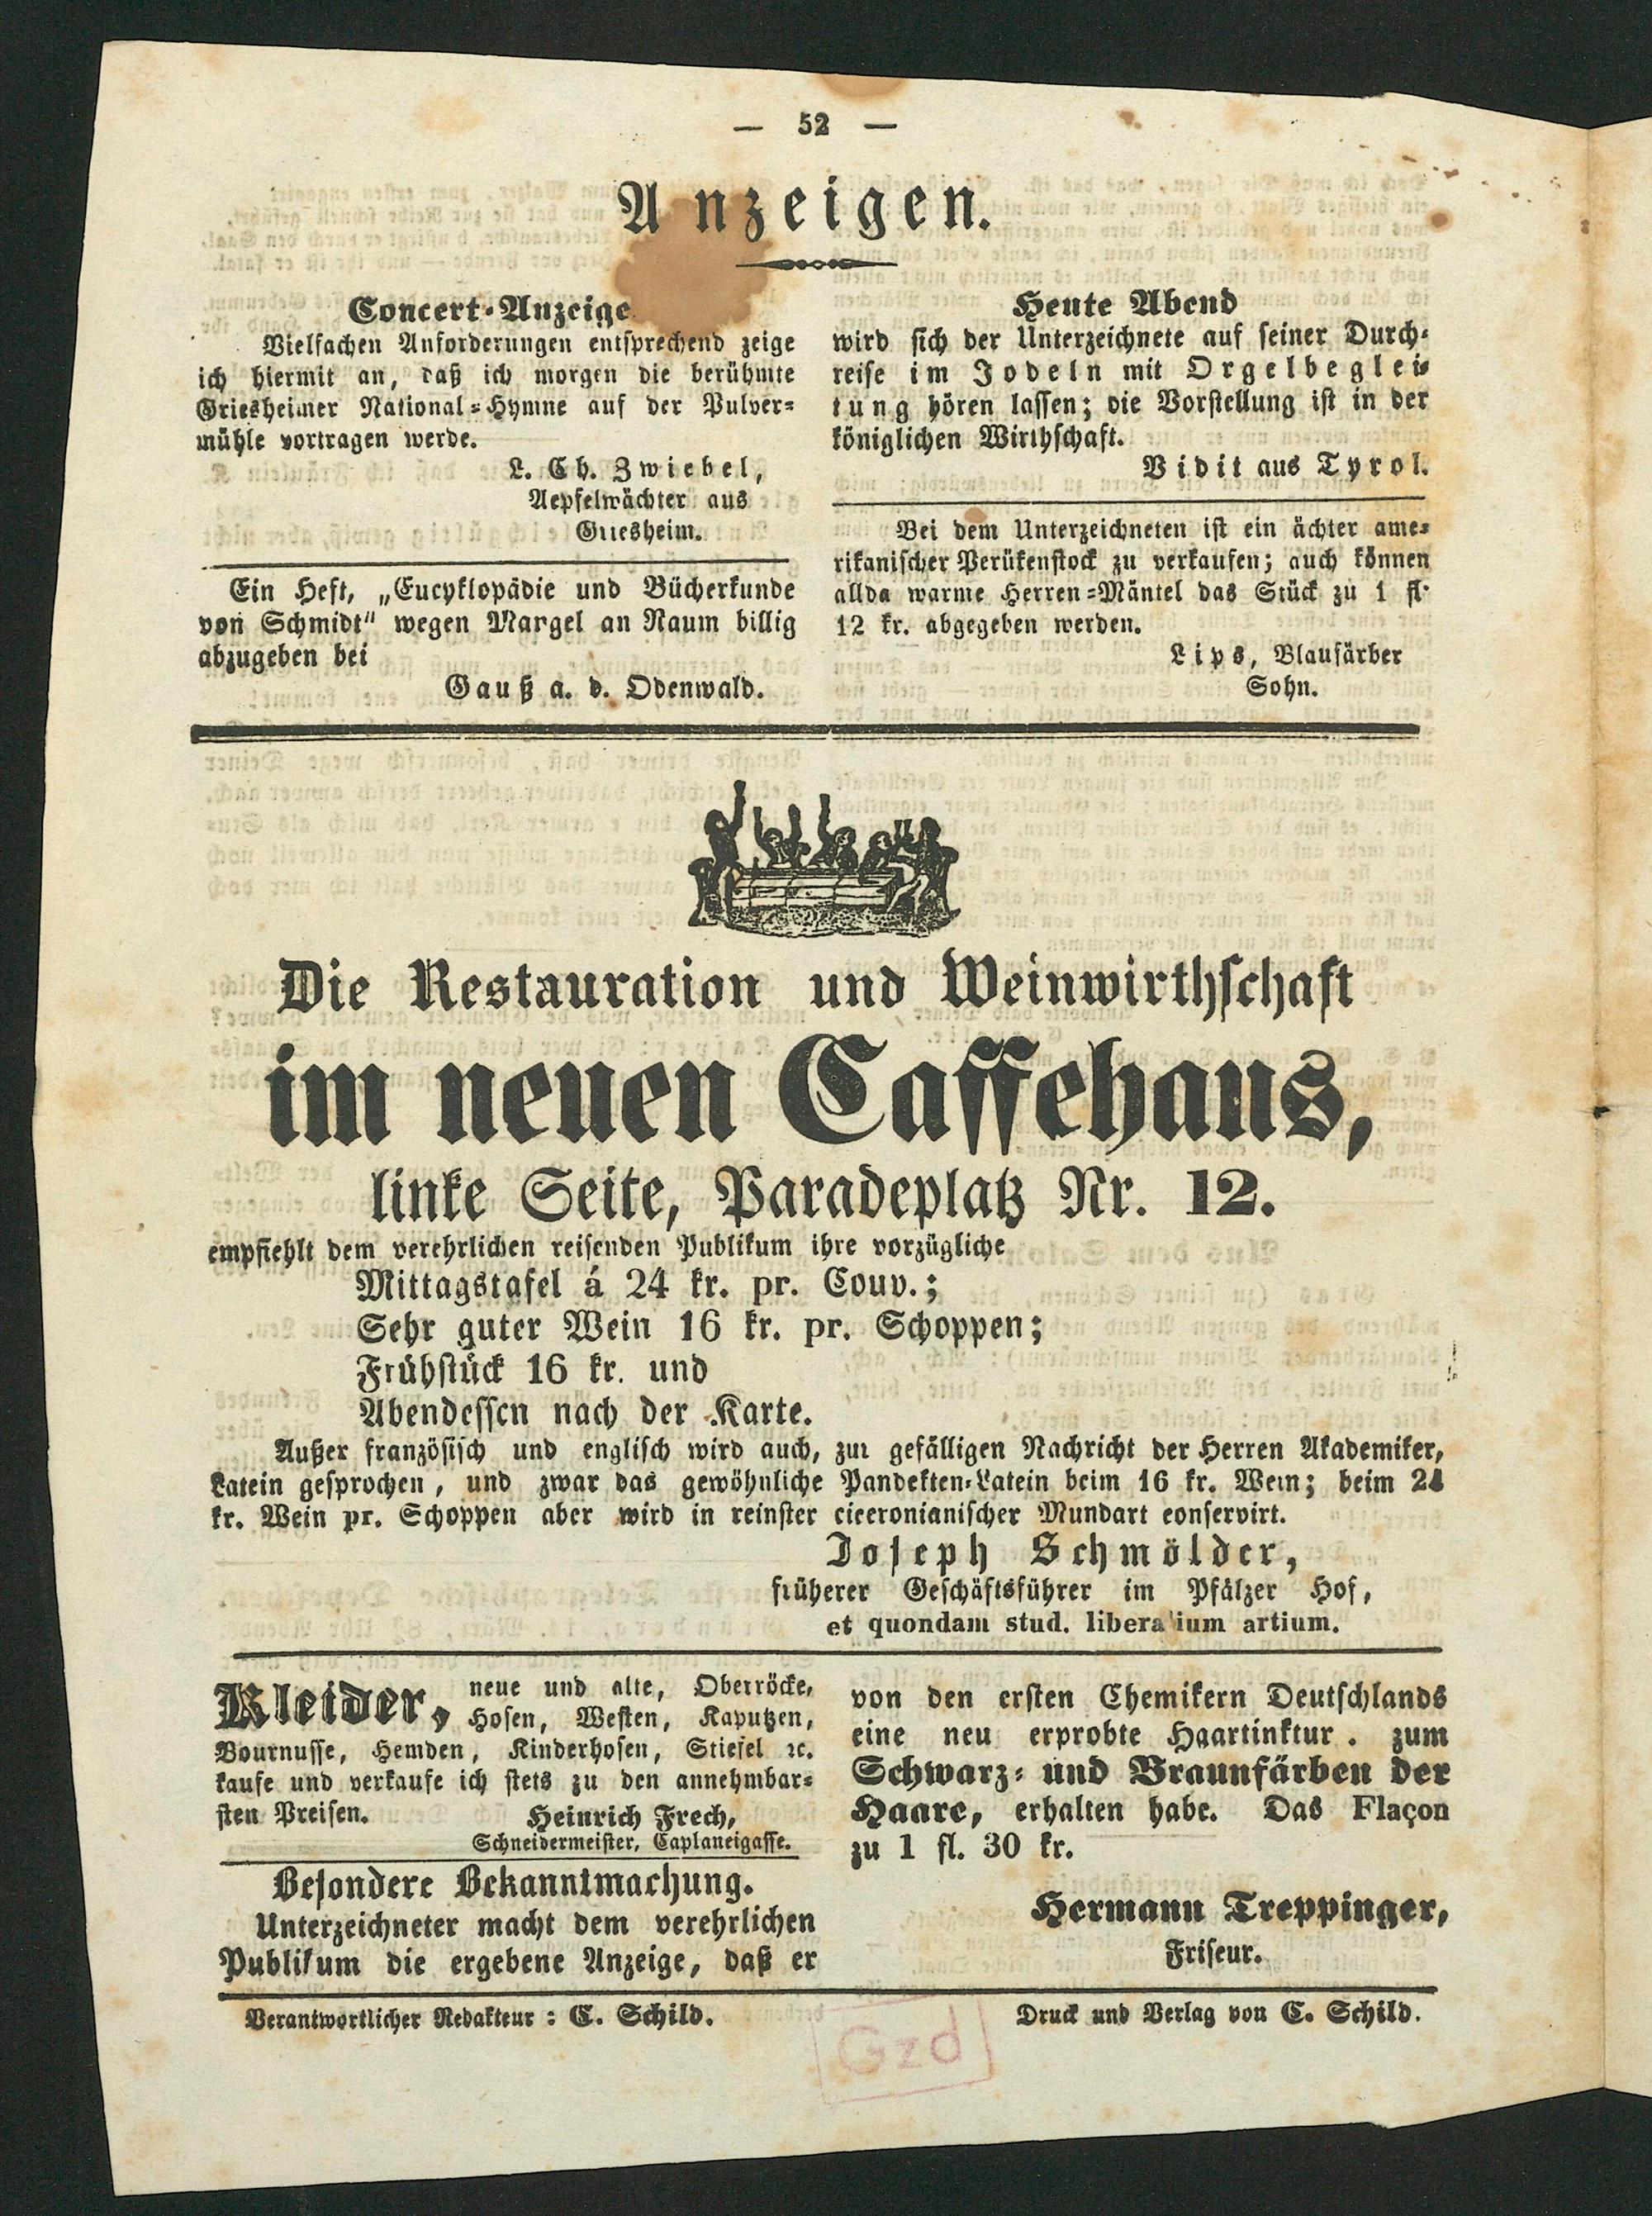 — 52 —
Anzeigen.
Concert-Anzeige
Vielfachen Anforderungen entsprechend zeige
ich hiermit an, daß ich morgen die berühmte
Griesheimer National-Hymne auf der Pulver-
mühle vortragen werde.
L. Ch. Zwiebel,
Aepfelwächter aus
Griesheim.
Ein Heft, „Eucyklopädie und Bücherkunde
von Schmidt" wegen Mangel an Raum billig
abzugeben bei
Gauß a. d. Odenwald.
Heute Abend
wird sich der Unterzeichnete auf seiner Durch-
reise im Jodeln mit Orgelbeglei-
tung hören lassen; die Vorstellung ist in der
königlichen Wirthschaft.
Vidit aus Tyrol.
Bei dem Unterzeichneten ist ein ächter ame-
rikanischer Perükenstock zu verkaufen; auch können
allda warme Herren-Mäntel das Stück zu 1 fl.
12 kr. abgegeben werden.
Lips, Blaufärber
Sohn.
Die Restauration und Weinwirthschaft
im neuen Caffehaus,
linke Seite, Paradeplatz Nr. 12.
empfiehlt dem verehrlichen reisenden Publikum ihre vorzügliche
Mittagstafel á 24 kr. pr. Couv.;
Sehr guter Wein 16 kr. pr. Schoppen;
Frühstück 16 kr. und
Abendessen nach der Karte.
Außer französisch und englisch wird auch, zur gefälligen Nachricht der Herren Akademiker,
Latein gesprochen, und zwar das gewöhnliche Pandekten-Latein beim 16 kr. Wein; beim 24
kr. Wein pr. Schoppen aber wird in reinster ciceronianischer Mundart conservirt.
Joseph Schmölder,
früherer Geschäftsführer im Pfälzer Hof,
et quondam stud. liberalium artium.
Kleider, neue und alte, Oberröcke,
Hosen, Westen, Kaputzen,
Bournusse, Hemden, Kinderhosen, Stiefel ꝛc.
kaufe und verkaufe ich stets zu den annehmbar-
sten Preisen.
Heinrich Frech,
Schneidermeister, Caplaneigasse.
Besondere Bekanntmachung.
Unterzeichneter macht dem verehrlichen
Publikum die ergebene Anzeige, daß er
von den ersten Chemikern Deutschlands
eine neu erprobte Haartinktur . zum
Schwarz- und Braunfärben der
Haare, erhalten habe. Das Flaçon
zu 1 fl. 30 kr.
Hermann Treppinger,
Friseur.
Verantwortlicher Redakteur : C. Schild.
Druck und Verlag von C. Schild.
Gzd